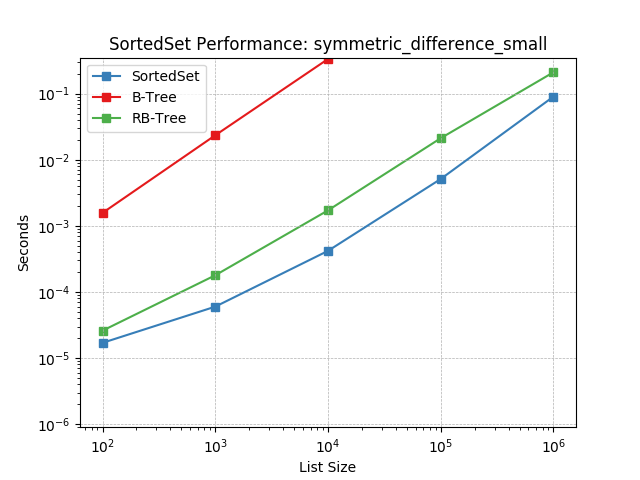 SortedSet Performance: symmetric_difference_small
SortedSet
B-Tree
RB-Tree
Seconds
10⁻¹
10⁻²
10⁻³
10⁻⁴
10⁻⁵
10⁻⁶
10² 10³ 10⁴ 10⁵ 10⁶
List Size